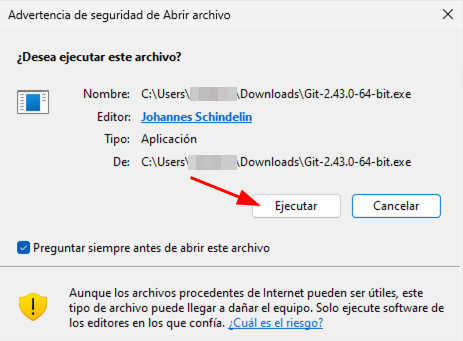 Advertencia de seguridad de Abrir archivo
¿Desea ejecutar este archivo?
Nombre: C:\Users\ \Downloads\Git-2.43.0-64-bit.exe
Editor: Johannes Schindelin
Tipo: Aplicación
De: C:\Users\ \Downloads\Git-2.43.0-64-bit.exe
Ejecutar Cancelar
Preguntar siempre antes de abrir este archivo
Aunque los archivos procedentes de Internet pueden ser útiles, este
tipo de archivo puede llegar a dañar el equipo. Solo ejecute software de
los editores en los que confía. ¿Cuál es el riesgo?